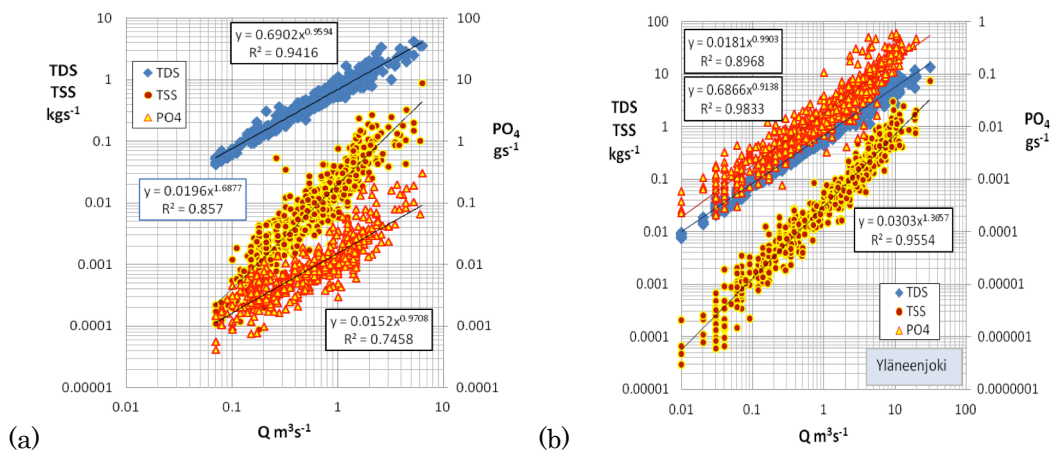 10
1
0.1
0.01
0.001
0.0001
0.00001
TDS
TSS
kgs⁻¹
y = 0.6902x^0.9594
R² = 0.9416
TDS
TSS
PO4
y = 0.0196x^1.6877
R² = 0.857
y = 0.0152x^0.9708
R² = 0.7458
100
10
1
0.1
0.01
0.001
0.0001
PO₄
gs⁻¹
0.01 0.1 1 10
Q m³s⁻¹
(a)
100
10
1
0.1
0.01
0.001
0.0001
0.00001
TDS
TSS
kgs⁻¹
y = 0.0181x^0.9903
R² = 0.8968
y = 0.6866x^0.9138
R² = 0.9833
y = 0.0303x^1.3657
R² = 0.9554
TDS
TSS
PO4
Yläneenjoki
1
0.1
0.01
0.001
0.0001
0.00001
0.000001
0.0000001
PO₄
gs⁻¹
0.01 0.1 1 10 100
Q m³s⁻¹
(b)